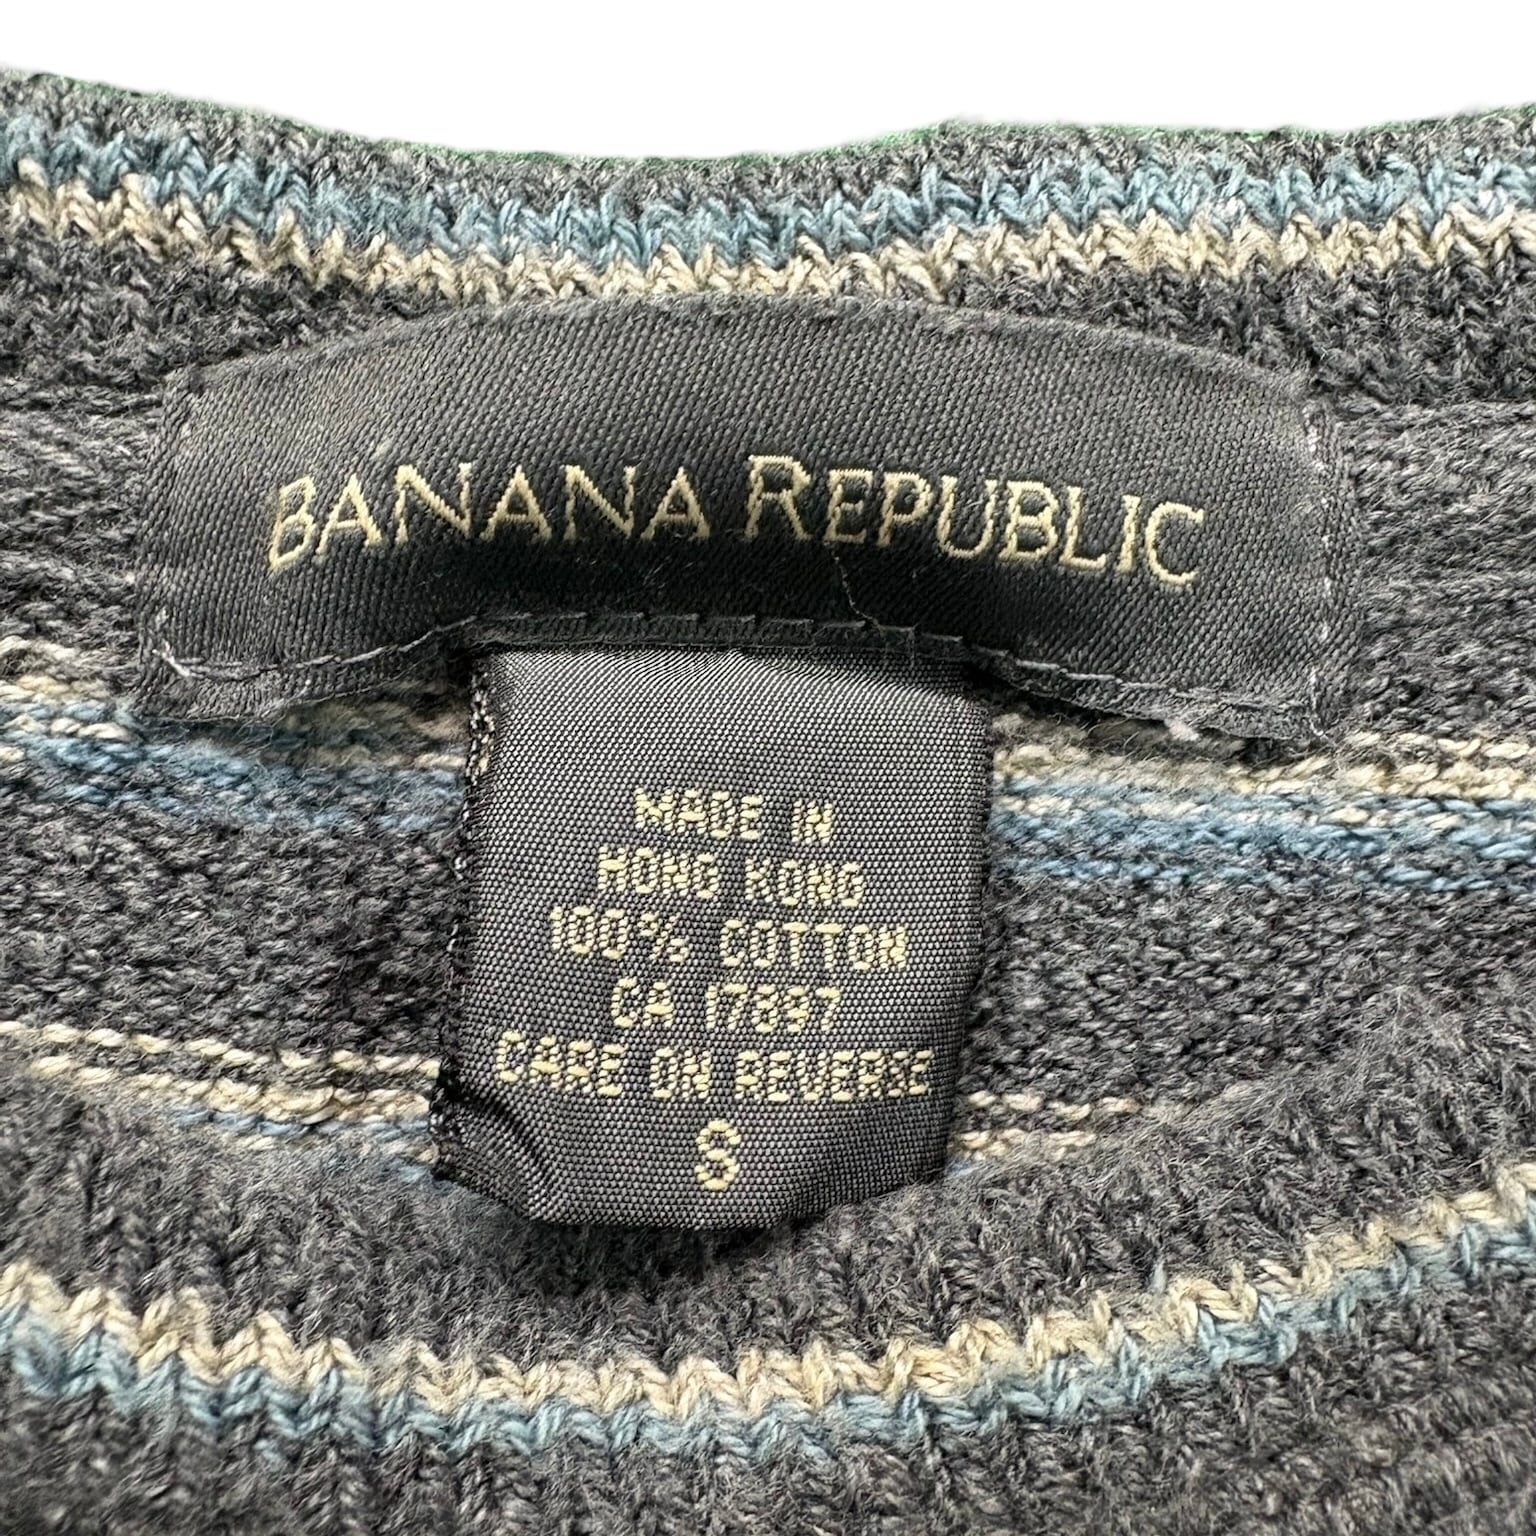 BANANA REPUBLIC
MADE IN
HONG KONG
100% COTTON
CA 17897
CARE ON REVERSE
S